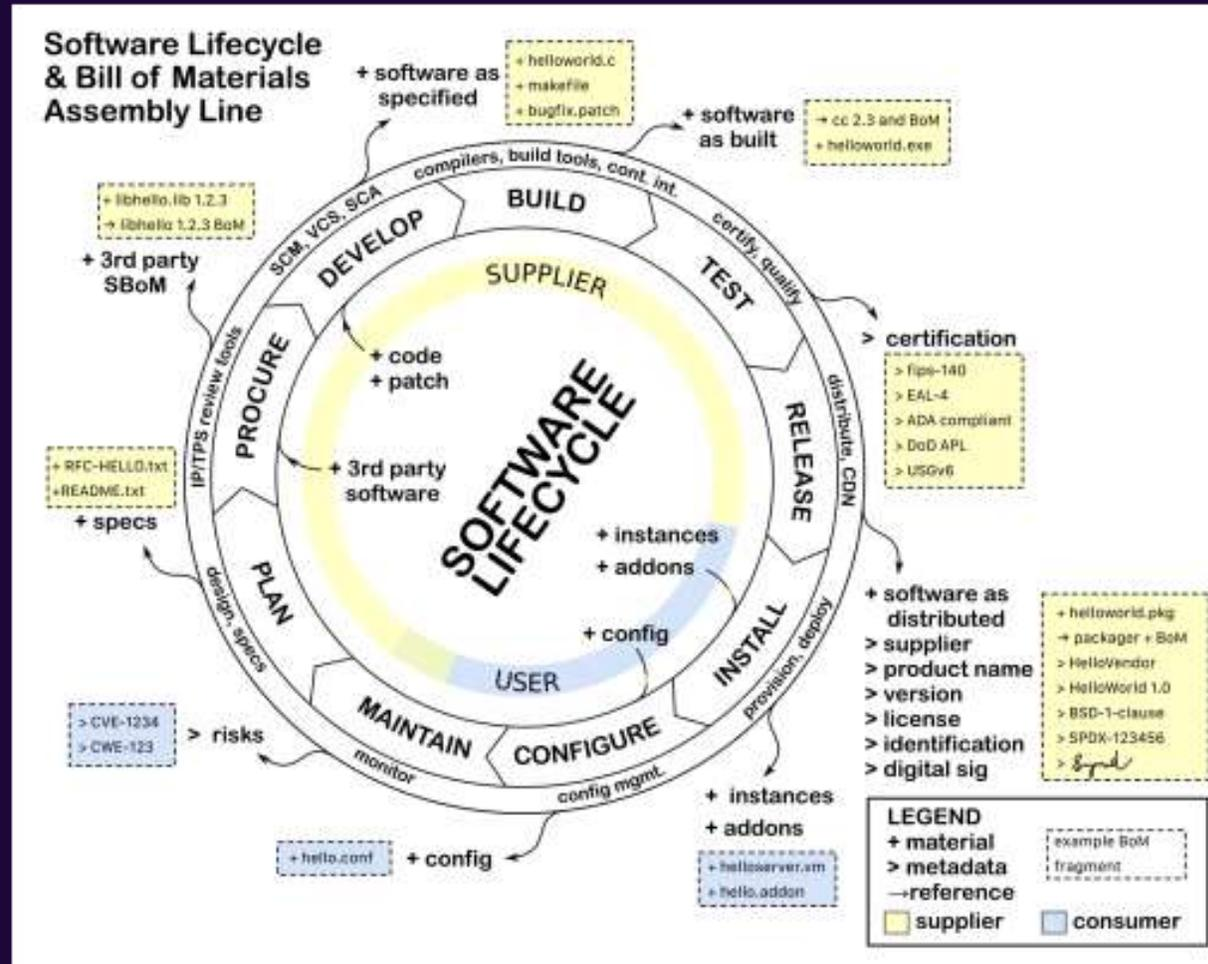 Software Lifecycle
& Bill of Materials
Assembly Line
+ software as
specified
+ helloworld.c
+ makefile
+ bugfix.patch
+ software
as built
→ cc 2.3 and BoM
+ helloworld.exe
+ libhello.lib 1.2.3
→ libhello 1.2.3 BoM
+ 3rd party
SBoM
SCM, VCS, SCA
compilers, build tools, cont. int.
certify, qualify
distribute, CDN
provision, deploy
config mgmt.
monitor
design, specs
IP/TPS review tools
DEVELOP
BUILD
TEST
RELEASE
INSTALL
CONFIGURE
MAINTAIN
PLAN
PROCURE
SUPPLIER
+ code
+ patch
+ 3rd party
software
SOFTWARE
LIFECYCLE
+ instances
+ addons
+ config
USER
> certification
> fips-140
> EAL-4
> ADA compliant
> DoD APL
> USGv6
+ RFC-HELLO.txt
+README.txt
+ specs
+ software as
distributed
> supplier
> product name
> version
> license
> identification
> digital sig
+ helloworld.pkg
→ packager + BoM
> HelloVendor
> HelloWorld 1.0
> BSD-1-clause
> SPDX-123456
>
> CVE-1234
> CWE-123
> risks
+ hello.conf
+ config
+ instances
+ addons
+ helloserver.vm
+ hello.addon
LEGEND
+ material
> metadata
→reference
example BoM
fragment
supplier
consumer